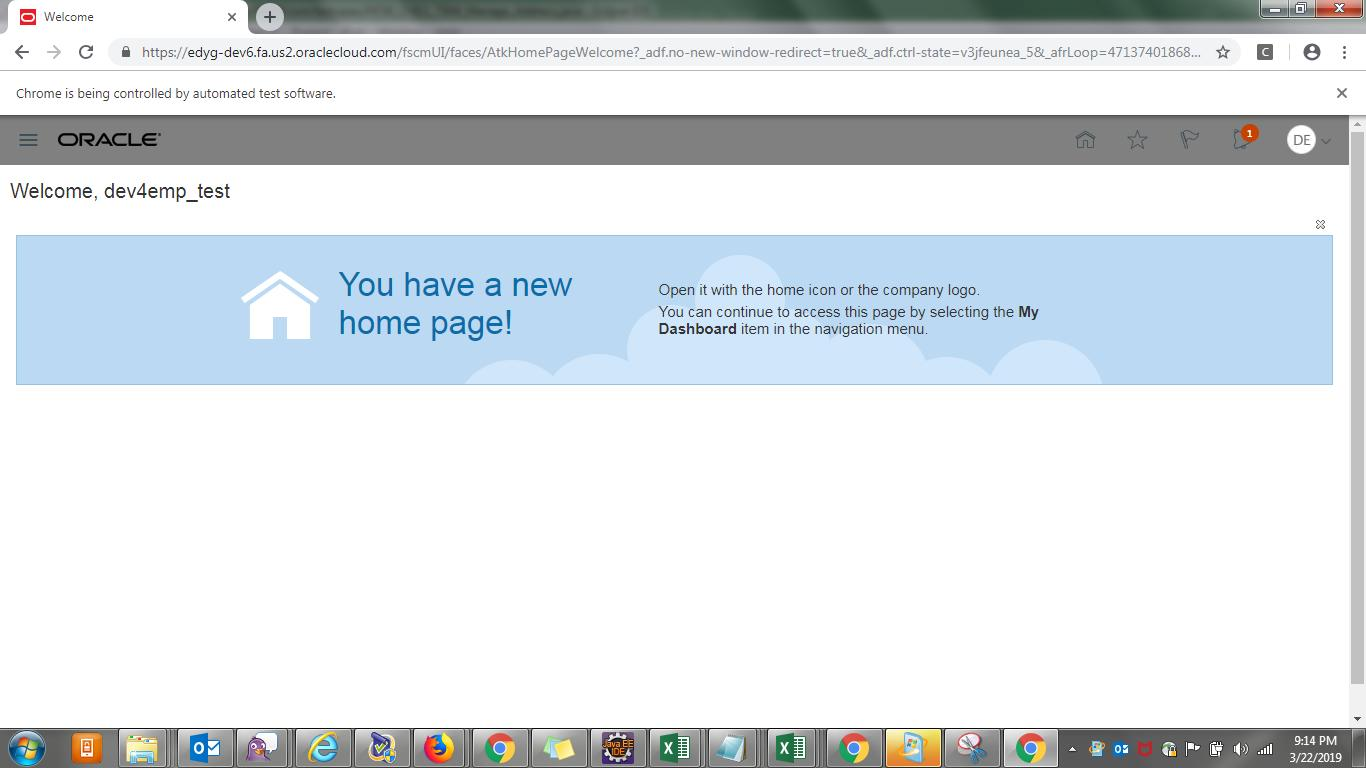 Welcome
https://edyg-dev6.fa.us2.oraclecloud.com/fscmUI/faces/AtkHomePageWelcome?_adf.no-new-window-redirect=true&_adf.ctrl-state=v3jfeunea_5&_afrLoop=47137401868...
C
Chrome is being controlled by automated test software.
ORACLE
1
DE
Welcome, dev4emp_test
You have a new
home page!
Open it with the home icon or the company logo.
You can continue to access this page by selecting the My
Dashboard item in the navigation menu.
Java EE
IDE
9:14 PM
3/22/2019